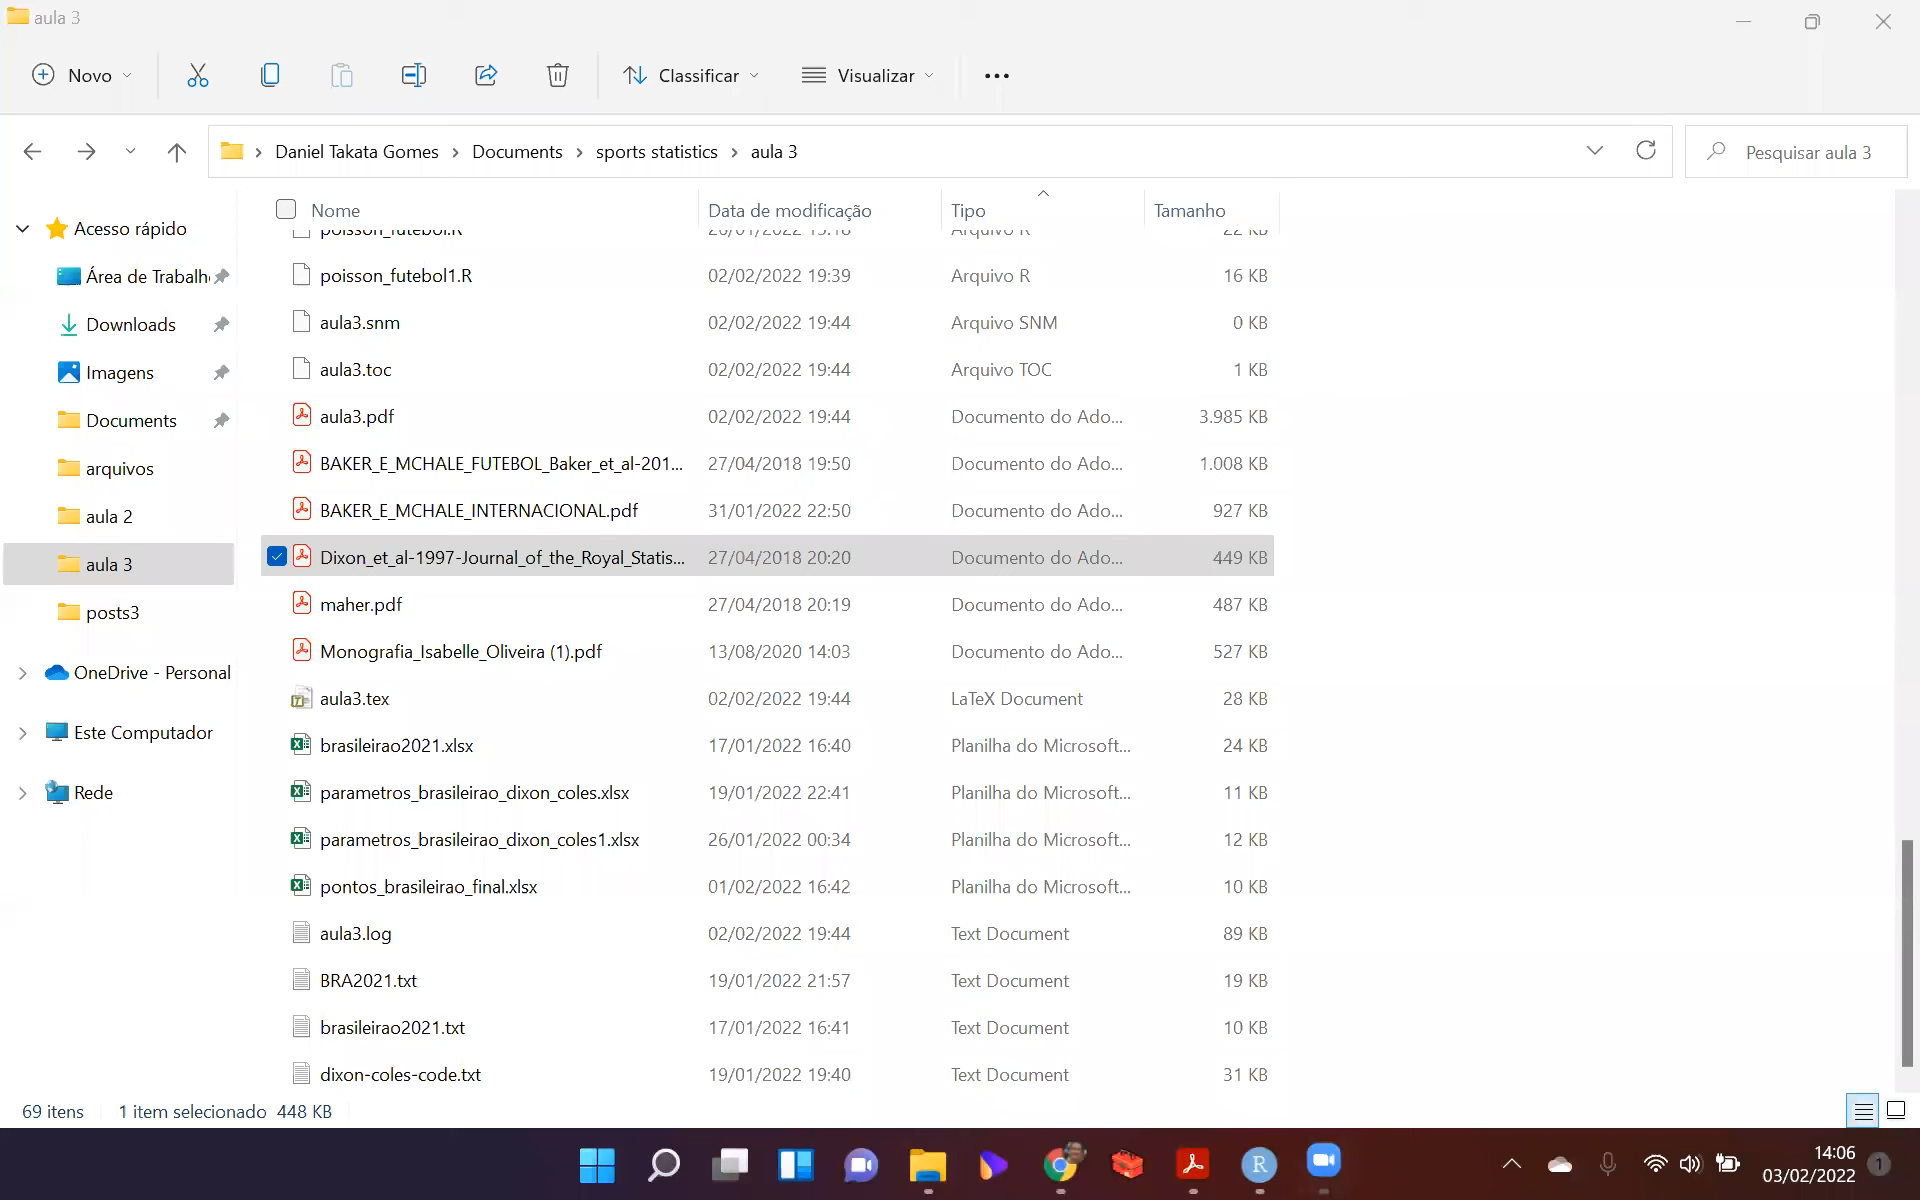 aula 3
Novo
Classificar
Visualizar
Daniel Takata Gomes > Documents > sports statistics > aula 3
Pesquisar aula 3
Nome Data de modificação Tipo Tamanho
Acesso rápido
Área de Trabalh
Downloads
Imagens
Documents
arquivos
aula 2
aula 3
posts3
OneDrive - Personal
Este Computador
Rede
poisson_futebol.R Arquivo R 22 KB
poisson_futebol1.R 02/02/2022 19:39 Arquivo R 16 KB
aula3.snm 02/02/2022 19:44 Arquivo SNM 0 KB
aula3.toc 02/02/2022 19:44 Arquivo TOC 1 KB
aula3.pdf 02/02/2022 19:44 Documento do Ado... 3.985 KB
BAKER_E_MCHALE_FUTEBOL_Baker_et_al-201... 27/04/2018 19:50 Documento do Ado... 1.008 KB
BAKER_E_MCHALE_INTERNACIONAL.pdf 31/01/2022 22:50 Documento do Ado... 927 KB
Dixon_et_al-1997-Journal_of_the_Royal_Statis... 27/04/2018 20:20 Documento do Ado... 449 KB
maher.pdf 27/04/2018 20:19 Documento do Ado... 487 KB
Monografia_Isabelle_Oliveira (1).pdf 13/08/2020 14:03 Documento do Ado... 527 KB
aula3.tex 02/02/2022 19:44 LaTeX Document 28 KB
brasileirao2021.xlsx 17/01/2022 16:40 Planilha do Microsoft... 24 KB
parametros_brasileirao_dixon_coles.xlsx 19/01/2022 22:41 Planilha do Microsoft... 11 KB
parametros_brasileirao_dixon_coles1.xlsx 26/01/2022 00:34 Planilha do Microsoft... 12 KB
pontos_brasileirao_final.xlsx 01/02/2022 16:42 Planilha do Microsoft... 10 KB
aula3.log 02/02/2022 19:44 Text Document 89 KB
BRA2021.txt 19/01/2022 21:57 Text Document 19 KB
brasileirao2021.txt 17/01/2022 16:41 Text Document 10 KB
dixon-coles-code.txt 19/01/2022 19:40 Text Document 31 KB
69 itens 1 item selecionado 448 KB
R
14:06
03/02/2022
1